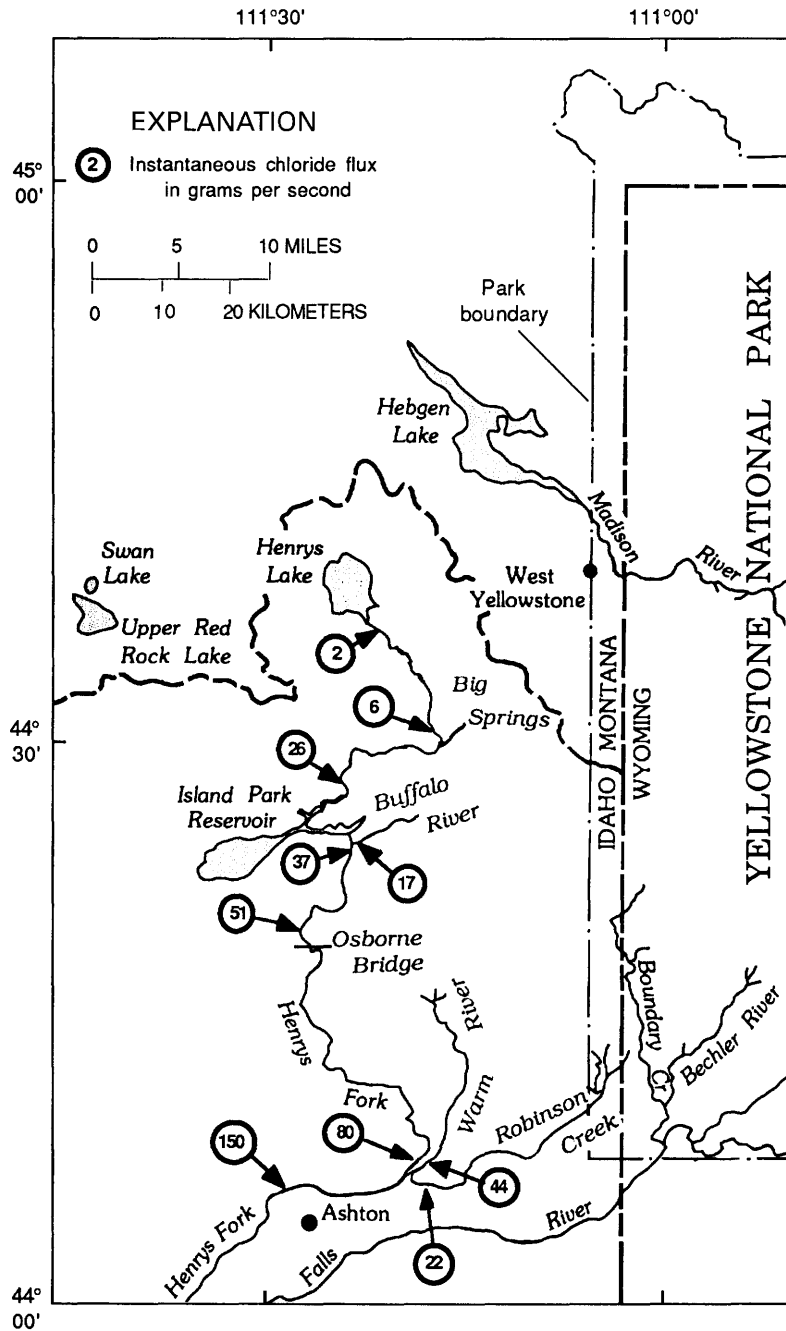 111°30'
111°00'
EXPLANATION
2 Instantaneous chloride flux
in grams per second
45°
00'
0 5 10 MILES
0 10 20 KILOMETERS
Park
boundary
YELLOWSTONE NATIONAL PARK
Hebgen
Lake
Madison
River
Swan
Lake
Henrys
Lake
West
Yellowstone
Upper Red
Rock Lake
2
IDAHO MONTANA
WYOMING
Big
Springs
6
44°
30'
26
Island Park
Reservoir
Buffalo
River
37
17
51
Osborne
Bridge
Henrys
Fork
Warm
River
Boundary
Cr
Bechler River
Robinson
Creek
150
80
44
22
Ashton
Henrys Fork
Falls
River
44°
00'